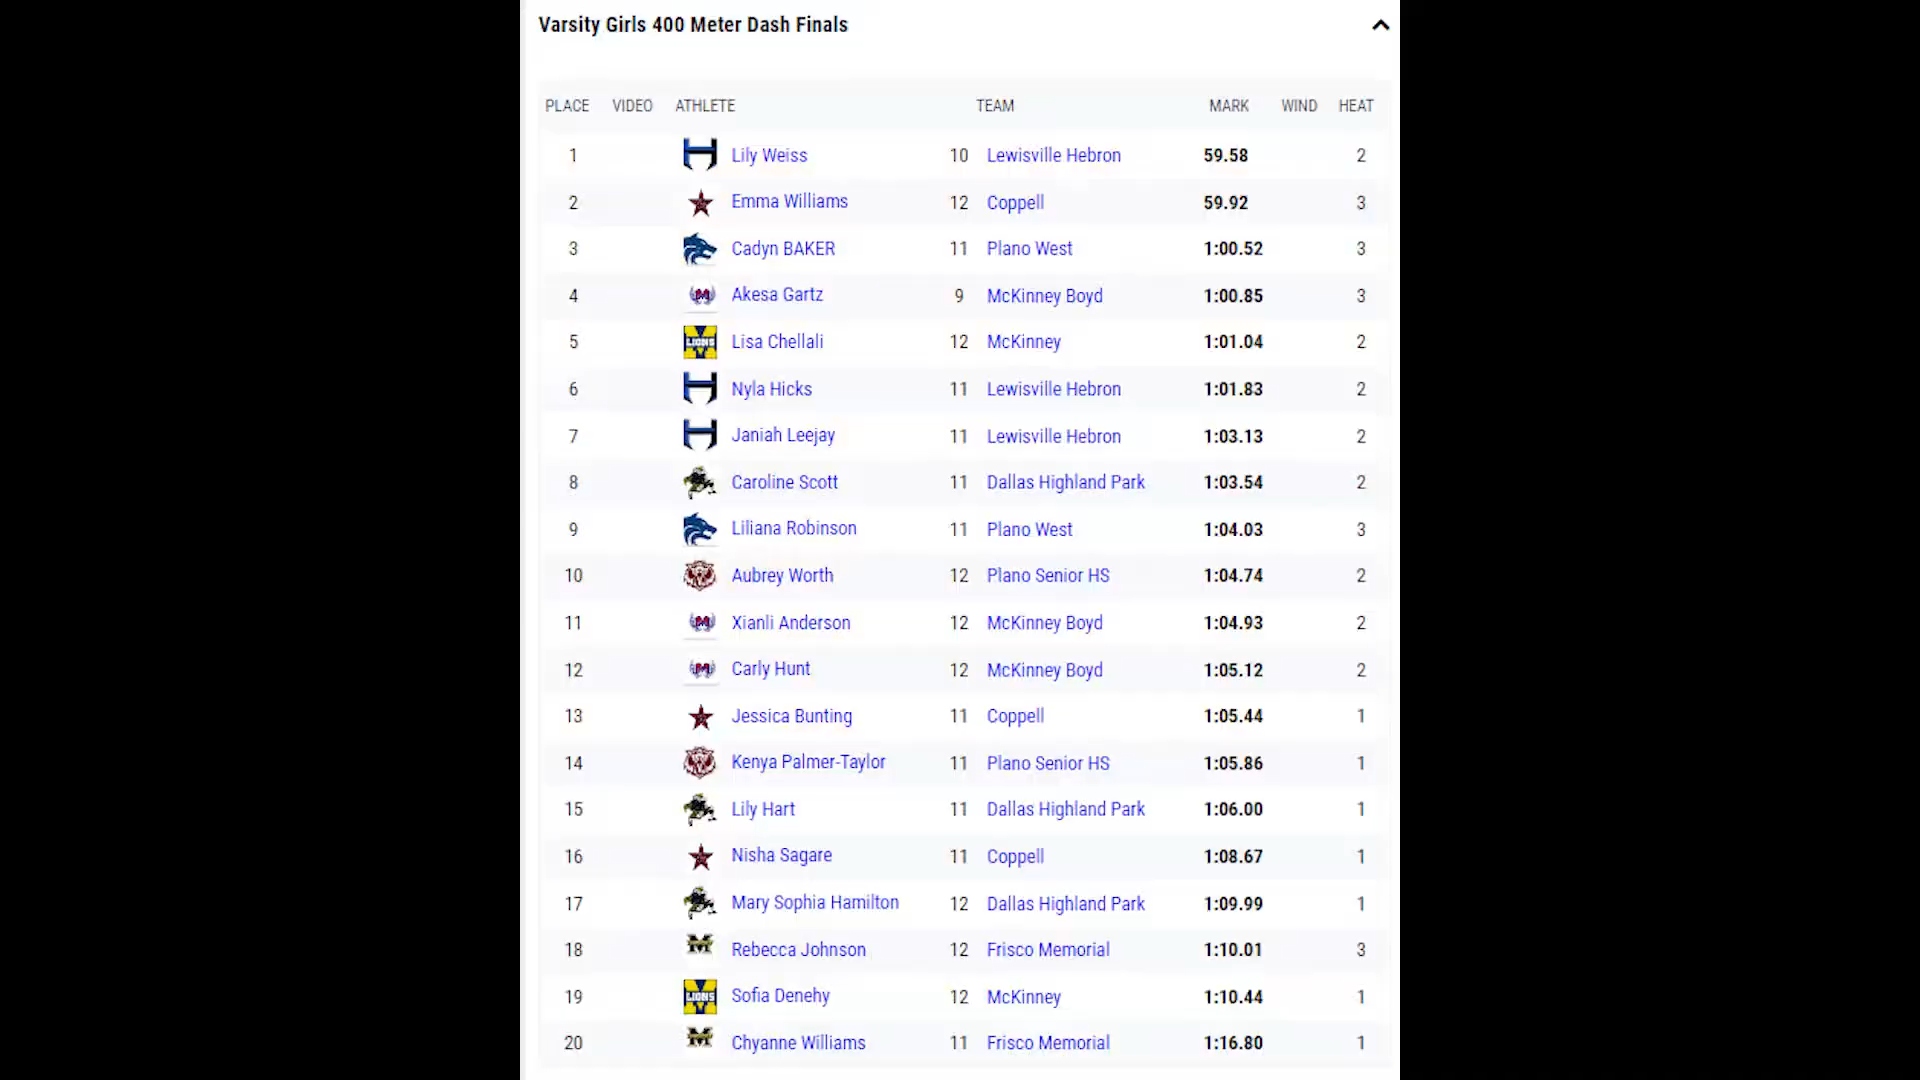 Varsity Girls 400 Meter Dash Finals
PLACE VIDEO ATHLETE TEAM MARK WIND HEAT
1 Lily Weiss 10 Lewisville Hebron 59.58 2
2 Emma Williams 12 Coppell 59.92 3
3 Cadyn BAKER 11 Plano West 1:00.52 3
4 M Akesa Gartz 9 McKinney Boyd 1:00.85 3
5 LIONS Lisa Chellali 12 McKinney 1:01.04 2
6 Nyla Hicks 11 Lewisville Hebron 1:01.83 2
7 Janiah Leejay 11 Lewisville Hebron 1:03.13 2
8 Caroline Scott 11 Dallas Highland Park 1:03.54 2
9 Liliana Robinson 11 Plano West 1:04.03 3
10 Aubrey Worth 12 Plano Senior HS 1:04.74 2
11 M Xianli Anderson 12 McKinney Boyd 1:04.93 2
12 M Carly Hunt 12 McKinney Boyd 1:05.12 2
13 Jessica Bunting 11 Coppell 1:05.44 1
14 Kenya Palmer-Taylor 11 Plano Senior HS 1:05.86 1
15 Lily Hart 11 Dallas Highland Park 1:06.00 1
16 Nisha Sagare 11 Coppell 1:08.67 1
17 Mary Sophia Hamilton 12 Dallas Highland Park 1:09.99 1
18 M Rebecca Johnson 12 Frisco Memorial 1:10.01 3
19 LIONS Sofia Denehy 12 McKinney 1:10.44 1
20 M Chyanne Williams 11 Frisco Memorial 1:16.80 1